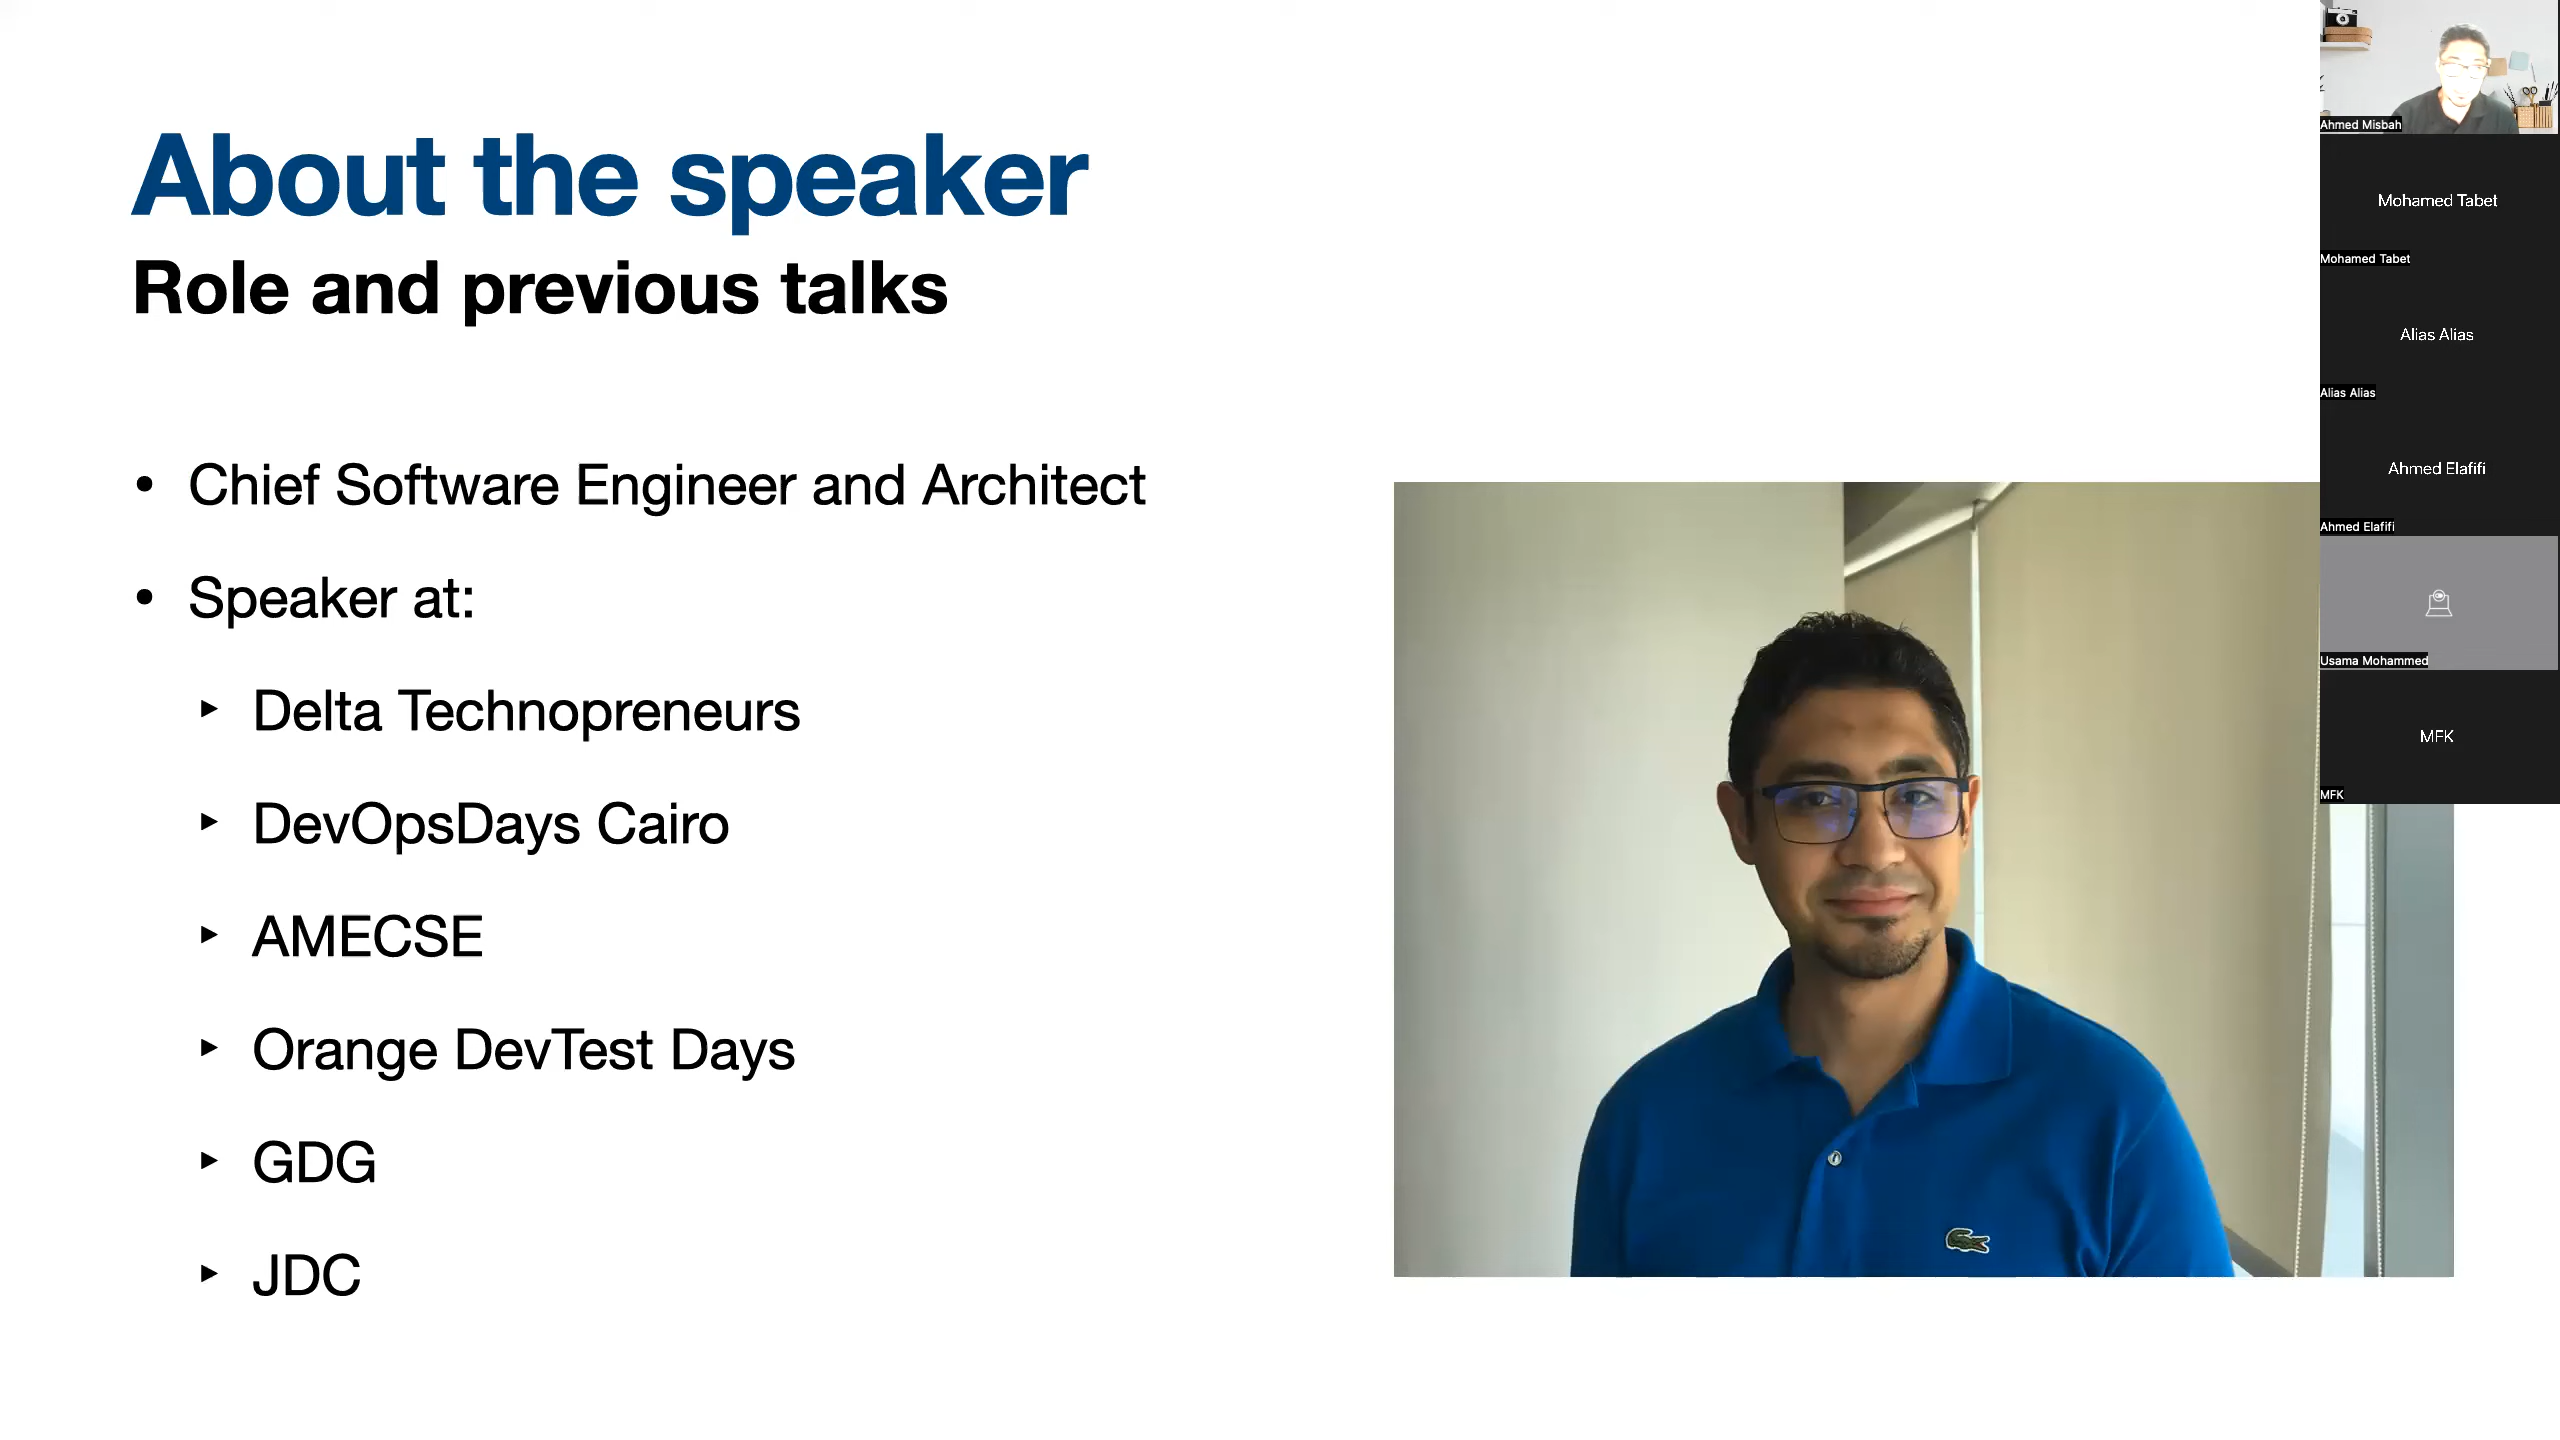 About the speaker
Role and previous talks
• Chief Software Engineer and Architect
• Speaker at:
▸ Delta Technopreneurs
▸ DevOpsDays Cairo
▸ AMECSE
▸ Orange DevTest Days
▸ GDG
▸ JDC
Ahmed Misbah
Mohamed Tabet
Mohamed Tabet
Alias Alias
Alias Alias
Ahmed Elafifi
Ahmed Elafifi
Usama Mohammed
MFK
MFK